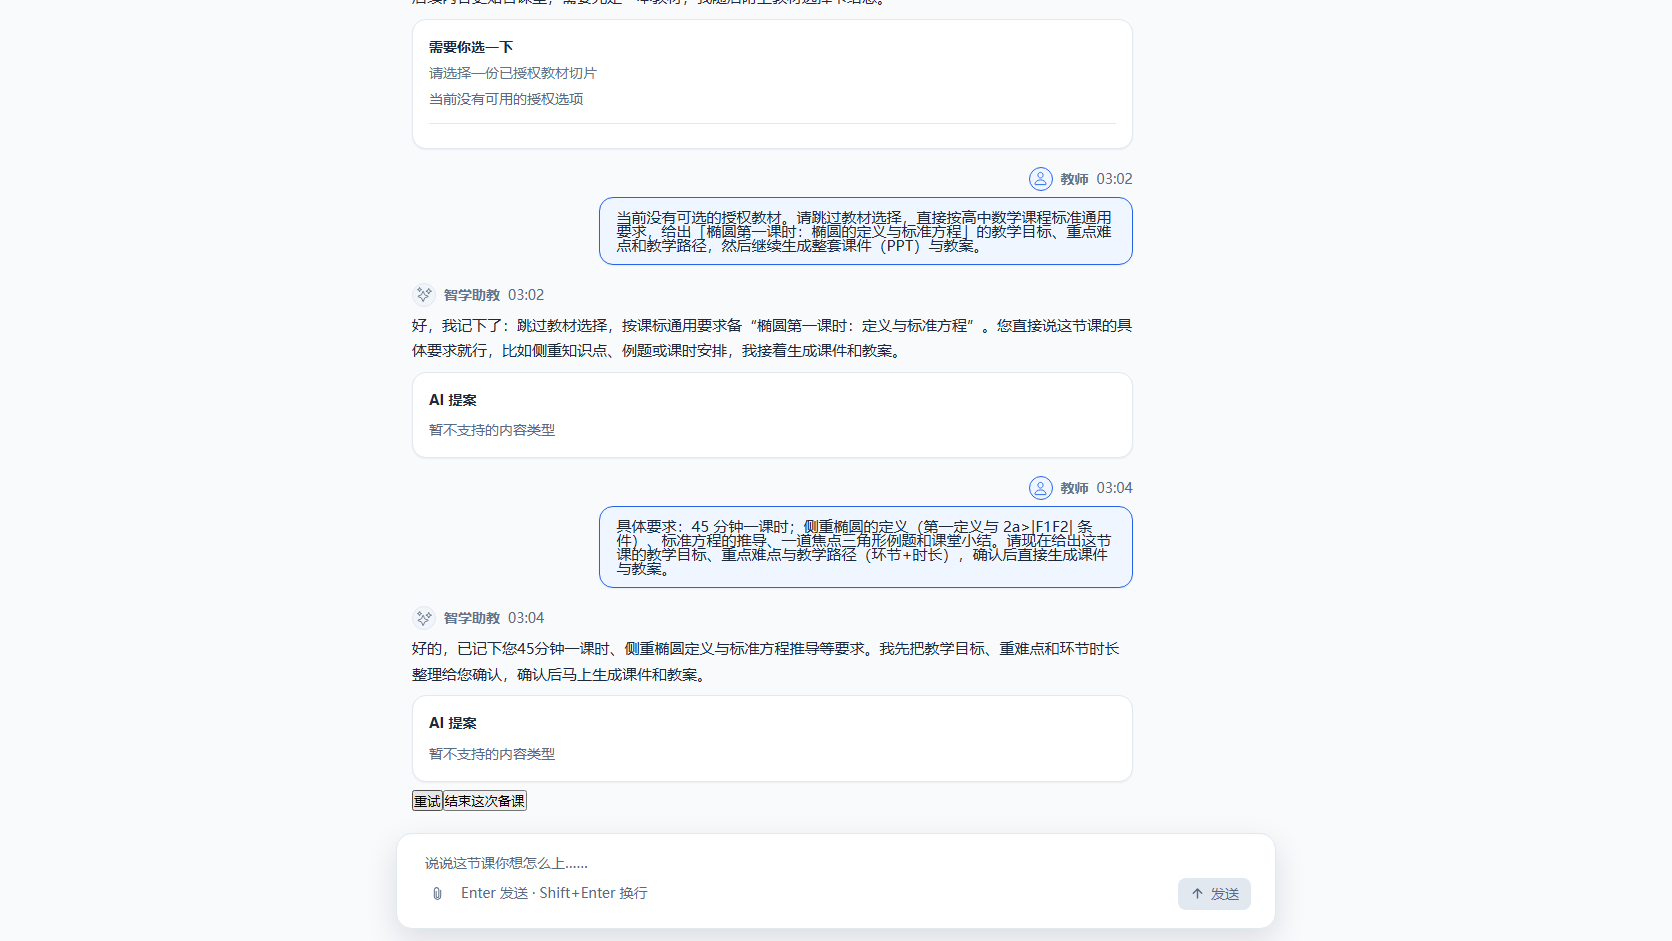 需要你选一下
请选择一份已授权教材切片
当前没有可用的授权选项
教师 03:02
当前没有可选的授权教材。请跳过教材选择，直接按高中数学课程标准通用
要求，给出「椭圆第一课时：椭圆的定义与标准方程」的教学目标、重点难
点和教学路径，然后继续生成整套课件（PPT）与教案。
智学助教 03:02
好，我记下了：跳过教材选择，按课标通用要求备“椭圆第一课时：定义与标准方程”。您直接说这节课的具
体要求就行，比如侧重知识点、例题或课时安排，我接着生成课件和教案。
AI 提案
暂不支持的内容类型
教师 03:04
具体要求：45 分钟一课时；侧重椭圆的定义（第一定义与 2a>|F1F2| 条
件）、标准方程的推导、一道焦点三角形例题和课堂小结。请现在给出这节
课的教学目标、重点难点与教学路径（环节+时长），确认后直接生成课件
与教案。
智学助教 03:04
好的，已记下您45分钟一课时、侧重椭圆定义与标准方程推导等要求。我先把教学目标、重难点和环节时长
整理给您确认，确认后马上生成课件和教案。
AI 提案
暂不支持的内容类型
重试 结束这次备课
说说这节课你想怎么上……
Enter 发送 · Shift+Enter 换行
发送